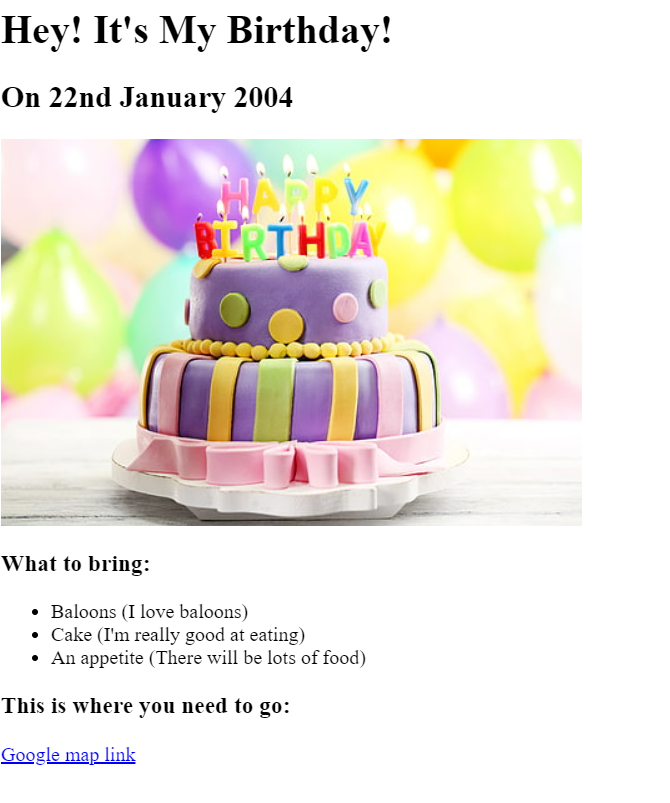 Hey! It's My Birthday!
On 22nd January 2004
HAPPY
BIRTHDAY
What to bring:
Baloons (I love baloons)
Cake (I'm really good at eating)
An appetite (There will be lots of food)
This is where you need to go:
Google map link